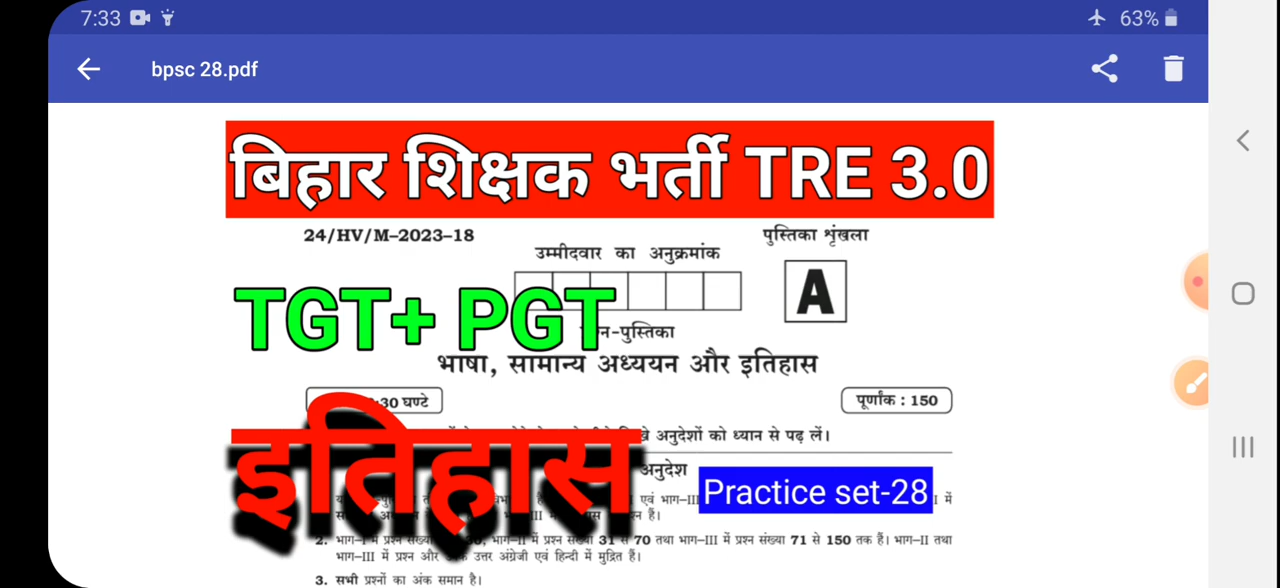 7:33
63%
bpsc 28.pdf
बिहार शिक्षक भर्ती TRE 3.0
24/HV/M–2023–18
पुस्तिका शृंखला
उम्मीदवार का अनुक्रमांक
A
TGT+ PGT
न-पुस्तिका
भाषा, सामान्य अध्ययन और इतिहास
:30 घण्टे
पूर्णांक : 150
अनुदेशों को ध्यान से पढ़ लें।
इतिहास
अनुदेश
Practice set-28
एवं भाग–III
I में
हैं।
2. भाग–I में प्रश्न संख्या 31 से 70 तथा भाग–III में प्रश्न संख्या 71 से 150 तक हैं। भाग–II तथा
भाग–III में प्रश्न और उत्तर अंग्रेजी एवं हिन्दी में मुद्रित हैं।
3. सभी प्रश्नों का अंक समान है।